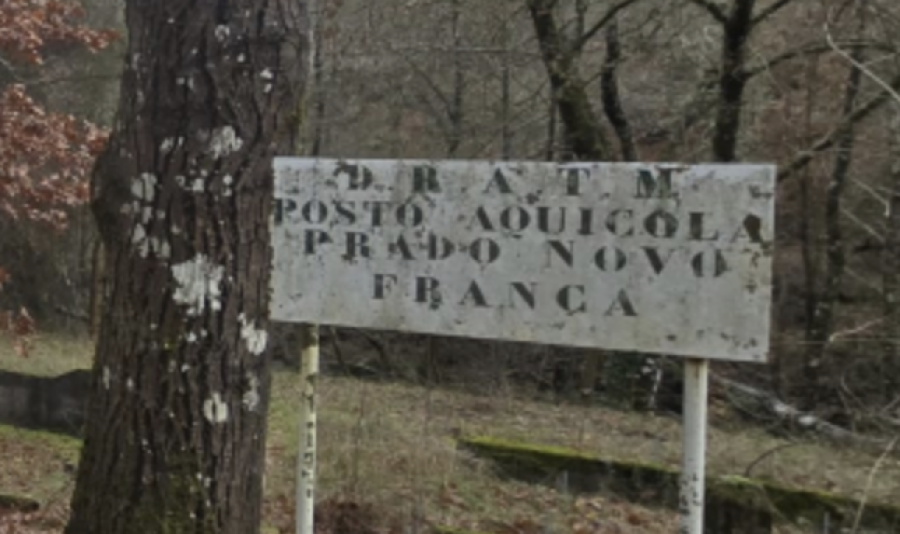 D R A T M
POSTO AQUICOLA
PRADO NOVO
FRANÇA